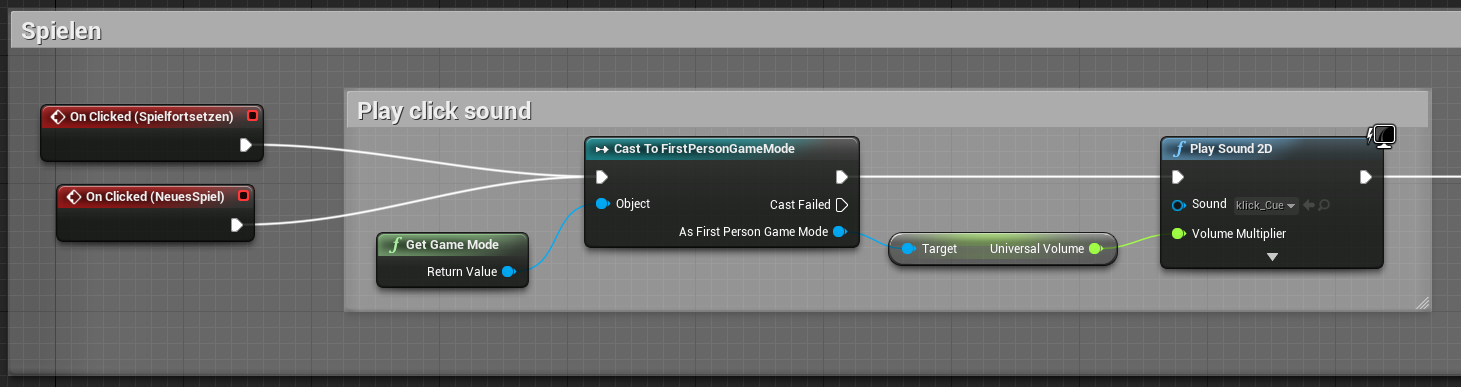 Spielen
On Clicked (Spielfortsetzen)
On Clicked (NeuesSpiel)
Play click sound
f Get Game Mode
Return Value
Cast To FirstPersonGameMode
Object
Cast Failed
As First Person Game Mode
Target Universal Volume
f Play Sound 2D
Sound klick_Cue
Volume Multiplier